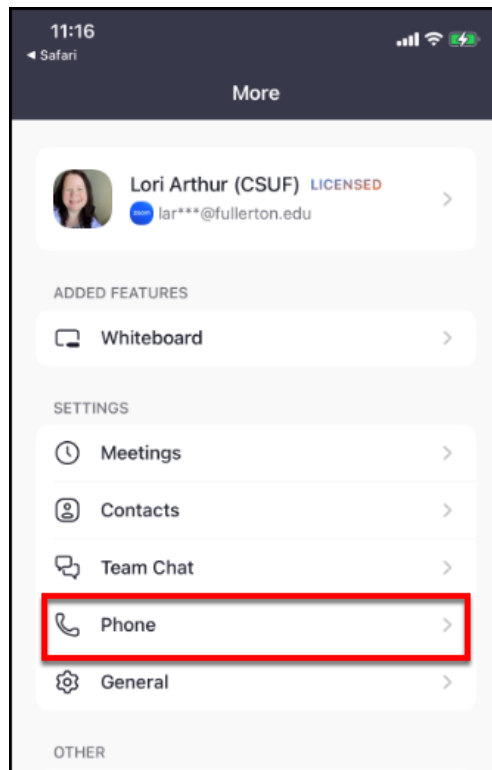 11:16
◀ Safari
More
Lori Arthur (CSUF) LICENSED
zoom lar***@fullerton.edu
ADDED FEATURES
Whiteboard
SETTINGS
Meetings
Contacts
Team Chat
Phone
General
OTHER